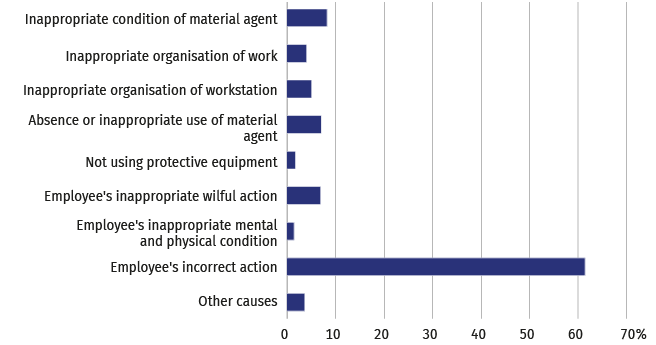 Inappropriate condition of material agent
Inappropriate organisation of work
Inappropriate organisation of workstation
Absence or inappropriate use of material
agent
Not using protective equipment
Employee's inappropriate wilful action
Employee's inappropriate mental
and physical condition
Employee's incorrect action
Other causes
0 10 20 30 40 50 60 70%